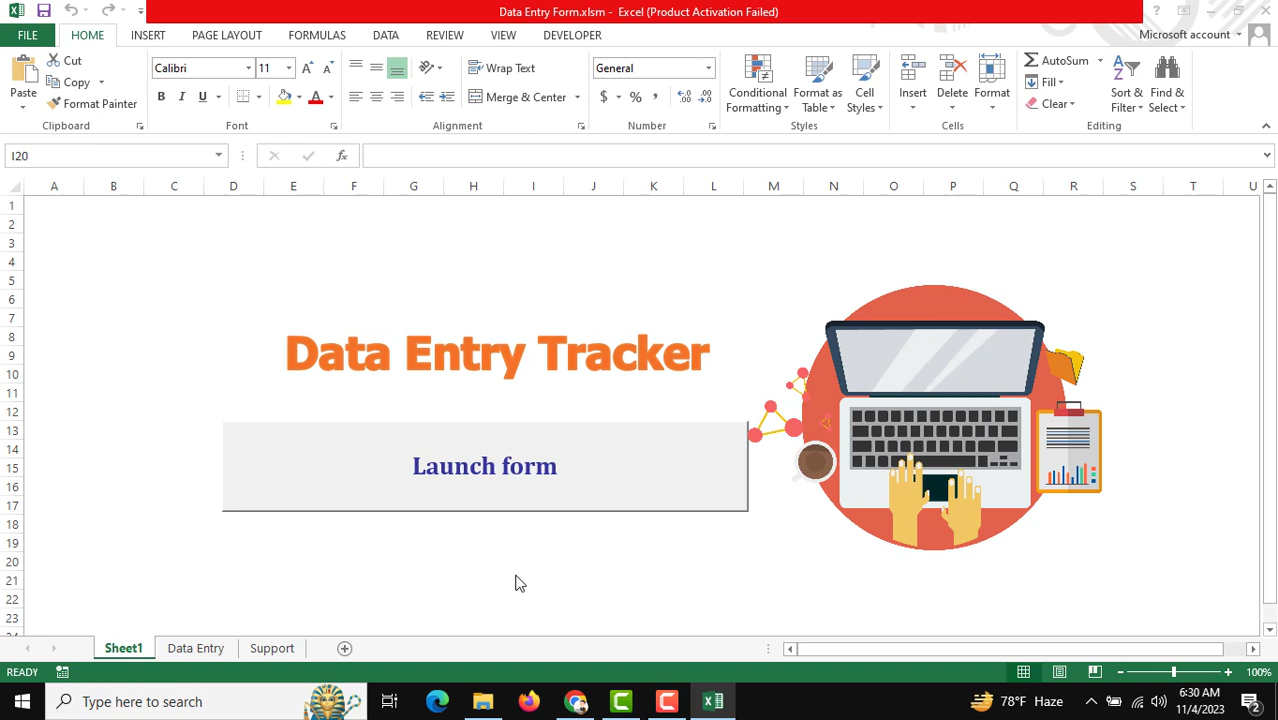 Data Entry Form.xlsm - Excel (Product Activation Failed)
FILE HOME INSERT PAGE LAYOUT FORMULAS DATA REVIEW VIEW DEVELOPER Microsoft account
Paste
Cut
Copy
Format Painter
Clipboard
Calibri 11
B I U
Font
Wrap Text
Merge & Center
Alignment
General
$ % ,
Number
Conditional Formatting
Format as Table
Cell Styles
Styles
Insert
Delete
Format
Cells
AutoSum
Fill
Clear
Sort & Filter
Find & Select
Editing
I20
fx
A B C D E F G H I J K L M N O P Q R S T U
1
2
3
4
5
6
7
8
9
10
11
12
13
14
15
16
17
18
19
20
21
22
23
Data Entry Tracker
Launch form
Sheet1 Data Entry Support
READY
100%
Type here to search
78°F Haze
6:30 AM
11/4/2023
2